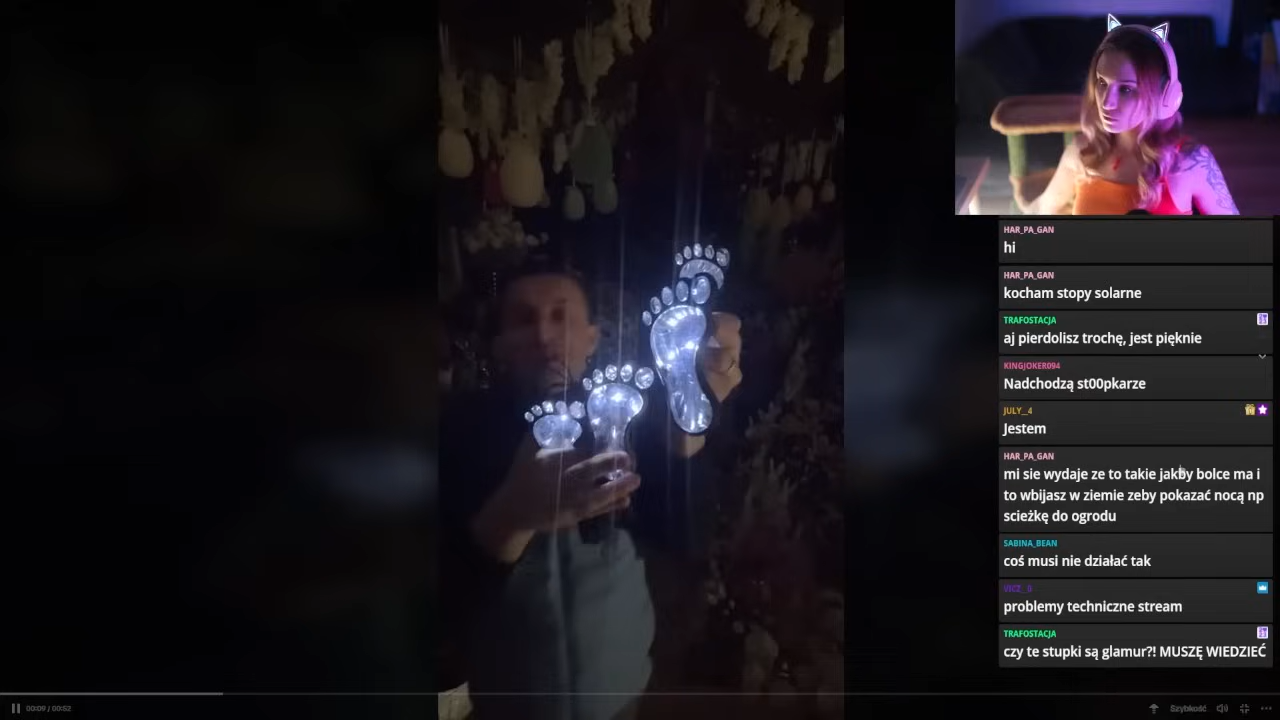 HAR_PA_GAN
hi
HAR_PA_GAN
kocham stopy solarne
TRAFOSTACJA
aj pierdolisz trochę, jest pięknie
KINGJOKER094
Nadchodzą st00pkarze
JULY__4
Jestem
HAR_PA_GAN
mi sie wydaje ze to takie jakby bolce ma i
to wbijasz w ziemie zeby pokazać nocą np
scieżkę do ogrodu
SABINA_BEAN
coś musi nie działać tak
VICZ__0
problemy techniczne stream
TRAFOSTACJA
czy te stupki są glamur?! MUSZĘ WIEDZIEĆ
00:09 / 00:52
Szybkość